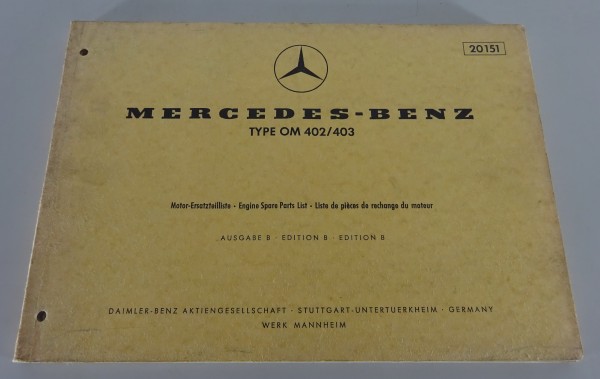 20151
MERCEDES-BENZ
TYPE OM 402/403
Motor-Ersatzteilliste · Engine Spare Parts List · Liste de pièces de rechange du moteur
AUSGABE B · EDITION B · EDITION B
DAIMLER-BENZ AKTIENGESELLSCHAFT · STUTTGART-UNTERTUERKHEIM · GERMANY
WERK MANNHEIM